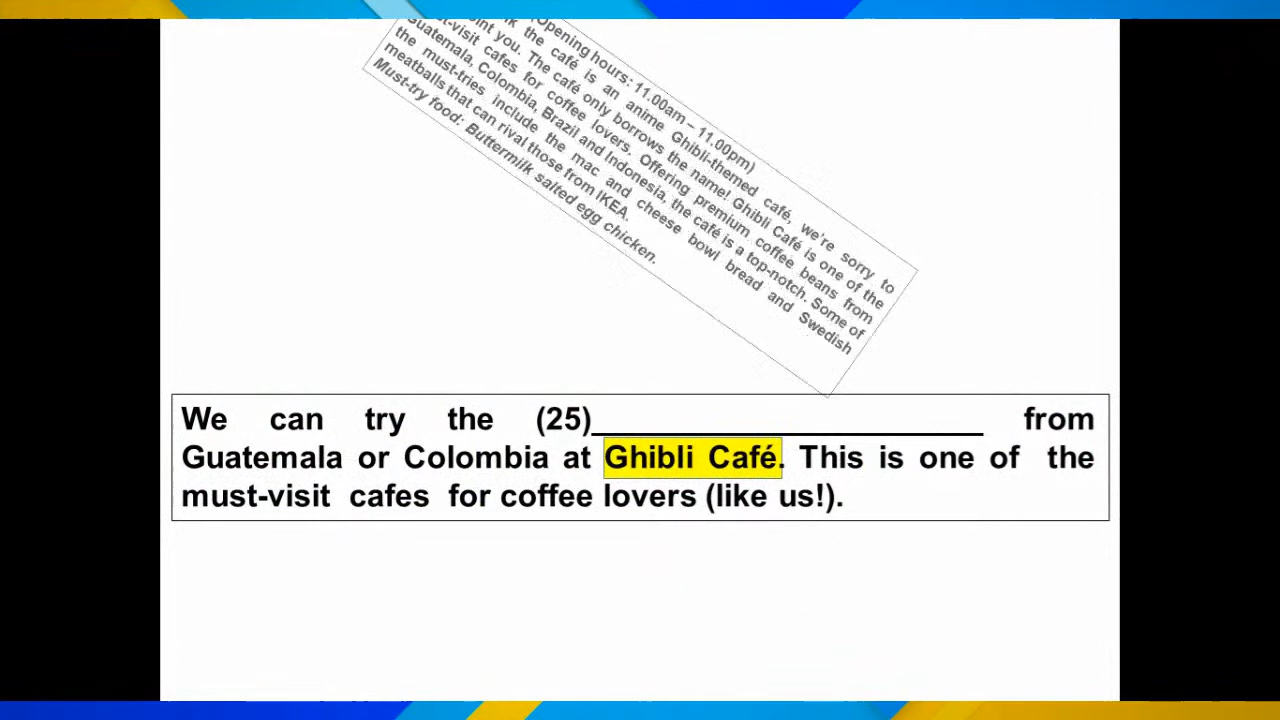 (Opening hours: 11.00am – 11.00pm)
the café is an anime Ghibli-themed café, we're sorry to
you. The café only borrows the name! Ghibli Café is one of the
cafes for coffee lovers. Offering premium coffee beans from
Guatemala, Colombia, Brazil and Indonesia, the café is a top-notch. Some of
the must-tries include the mac and cheese bowl bread and Swedish
meatballs that can rival those from IKEA.
Must-try food: Buttermilk salted egg chicken.
We can try the (25)______________________ from
Guatemala or Colombia at Ghibli Café. This is one of the
must-visit cafes for coffee lovers (like us!).